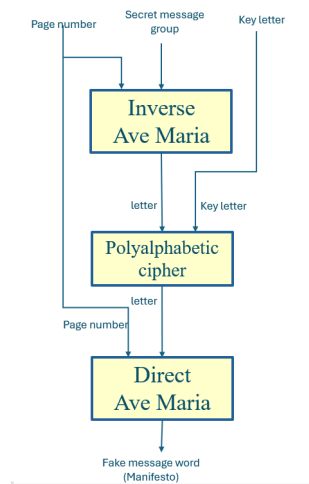 Page number
Secret message
group
Key letter
Inverse
Ave Maria
letter
Key letter
Polyalphabetic
cipher
letter
Page number
Direct
Ave Maria
Fake message word
(Manifesto)